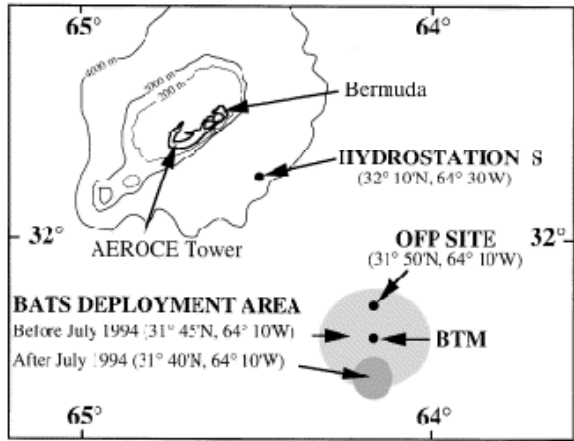 65° 64°
4000 m
2000 m
200 m
Bermuda
HYDROSTATION S
(32° 10'N, 64° 30'W)
AEROCE Tower
32° 32°
OFP SITE
(31° 50'N, 64° 10'W)
BATS DEPLOYMENT AREA
Before July 1994 (31° 45'N, 64° 10'W)
BTM
After July 1994 (31° 40'N, 64° 10'W)
65° 64°